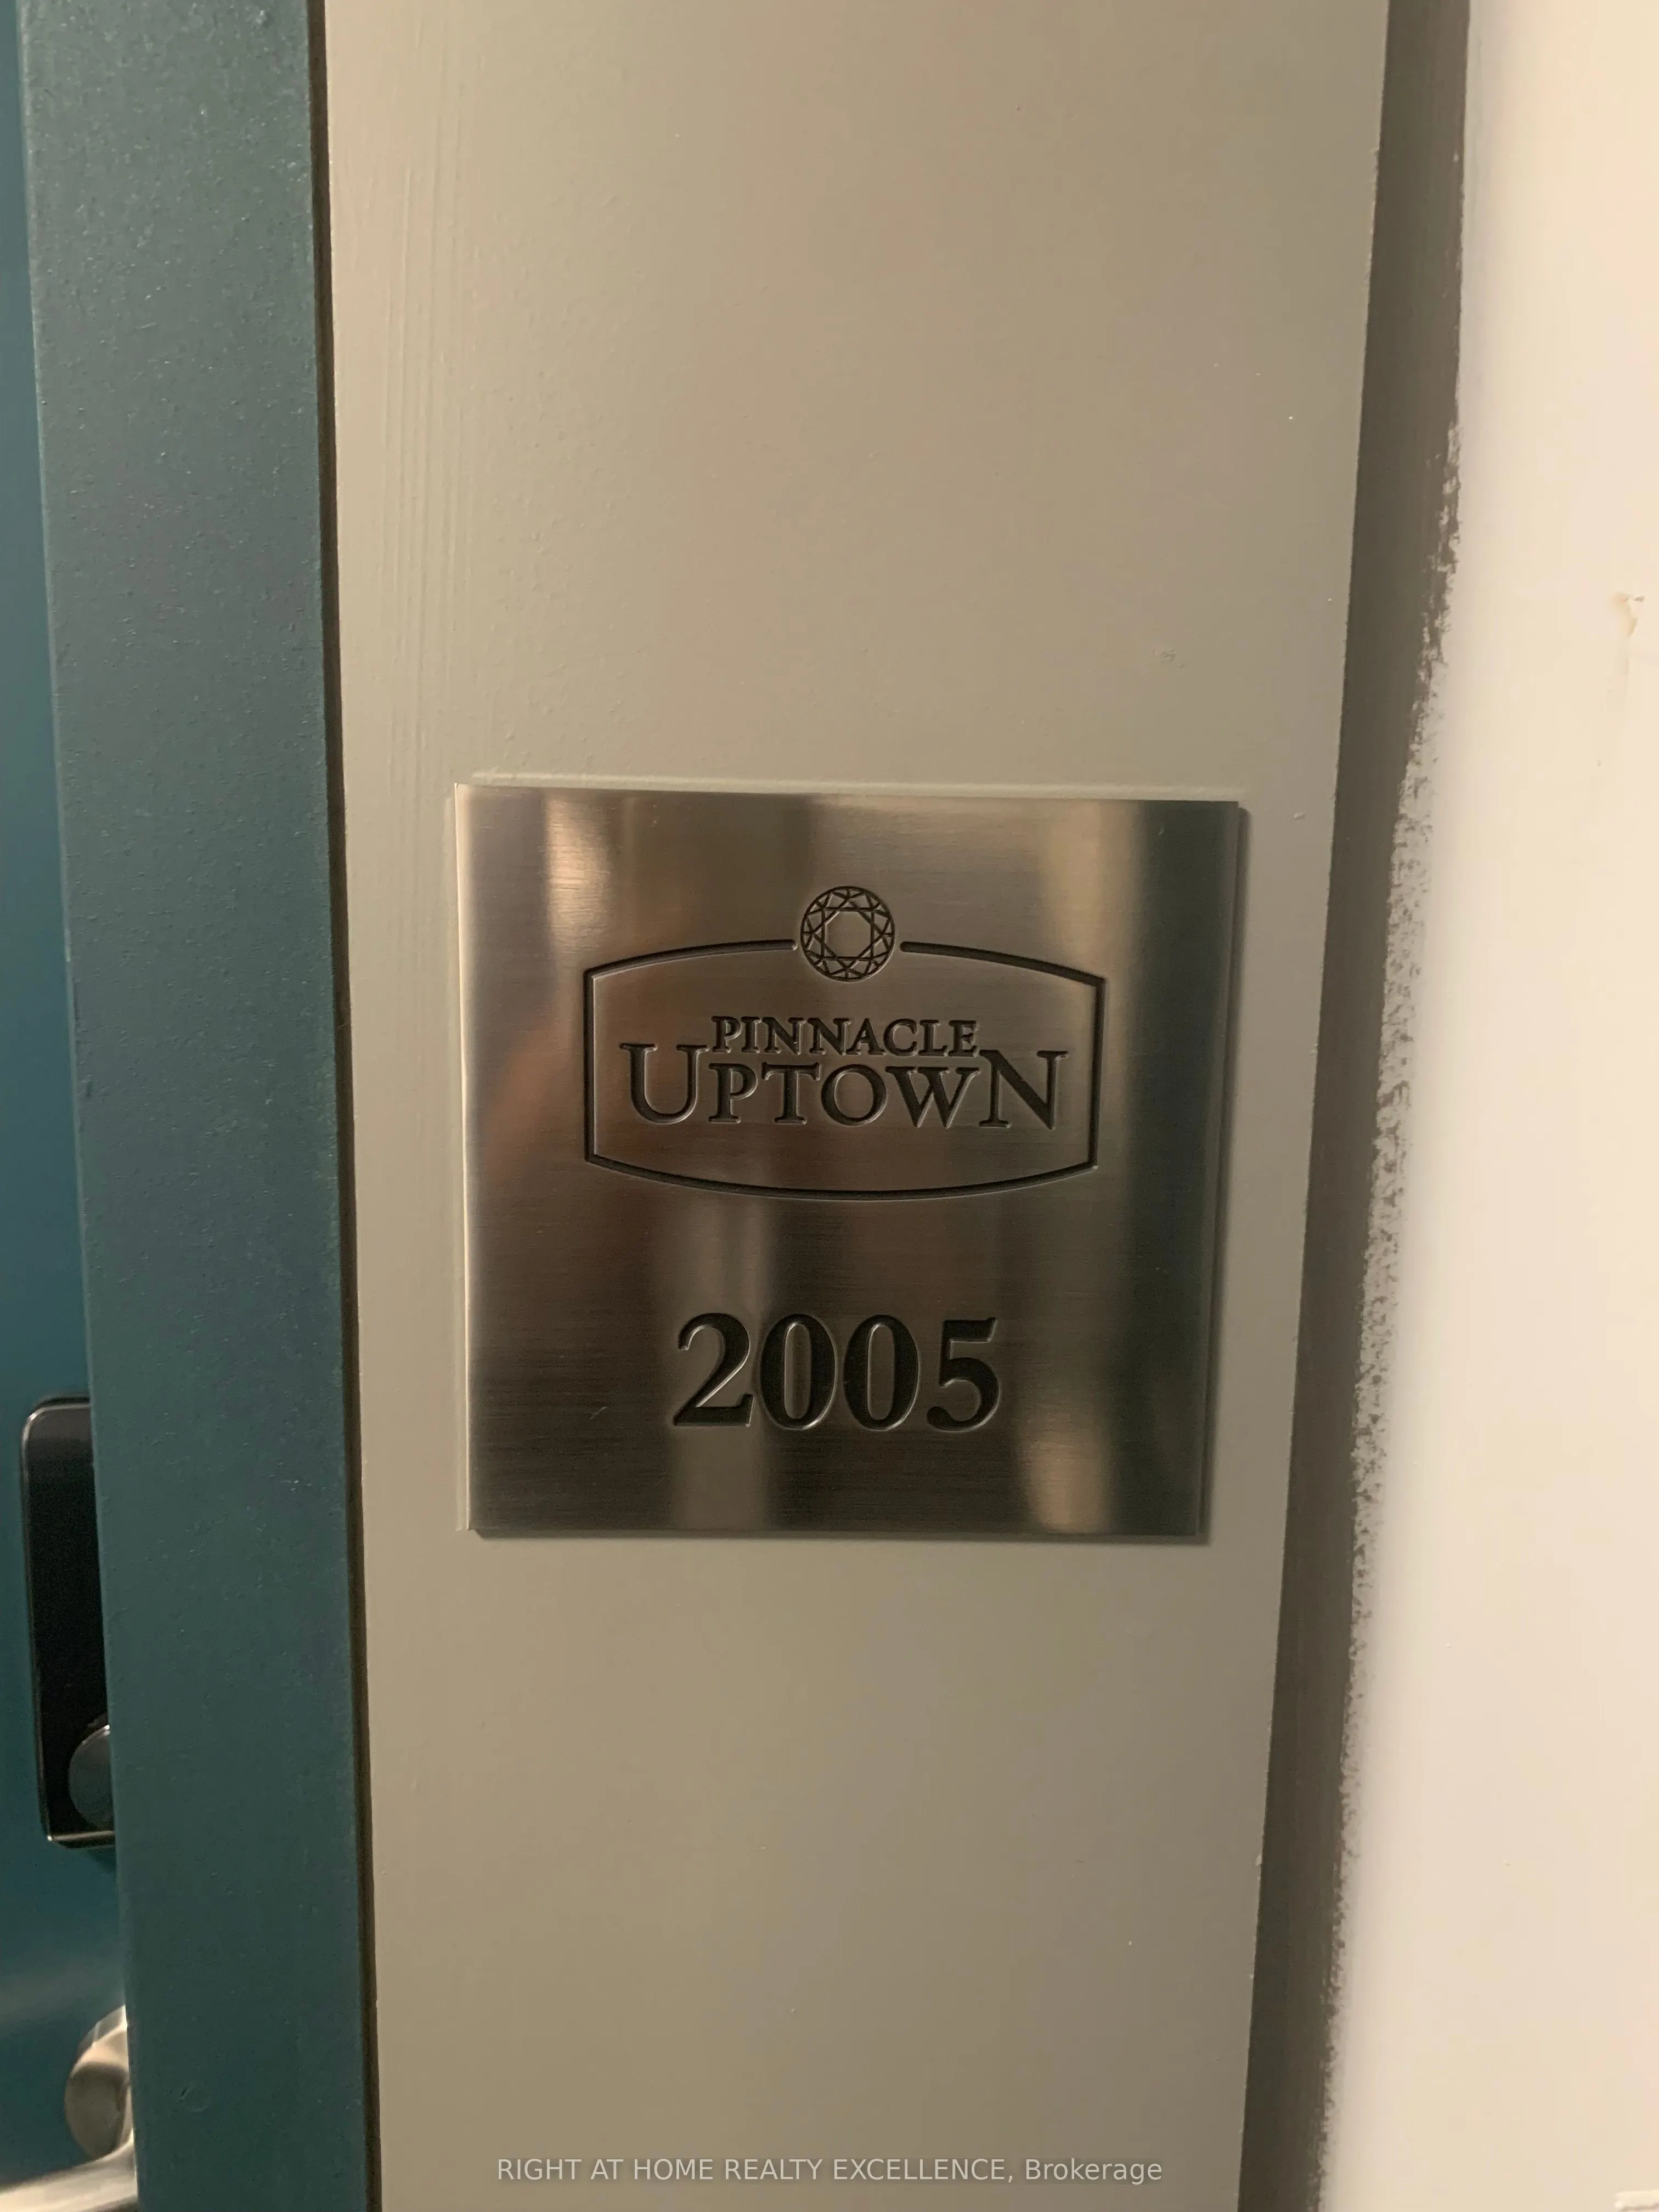 PINNACLE
UPTOWN
2005
RIGHT AT HOME REALTY EXCELLENCE, Brokerage